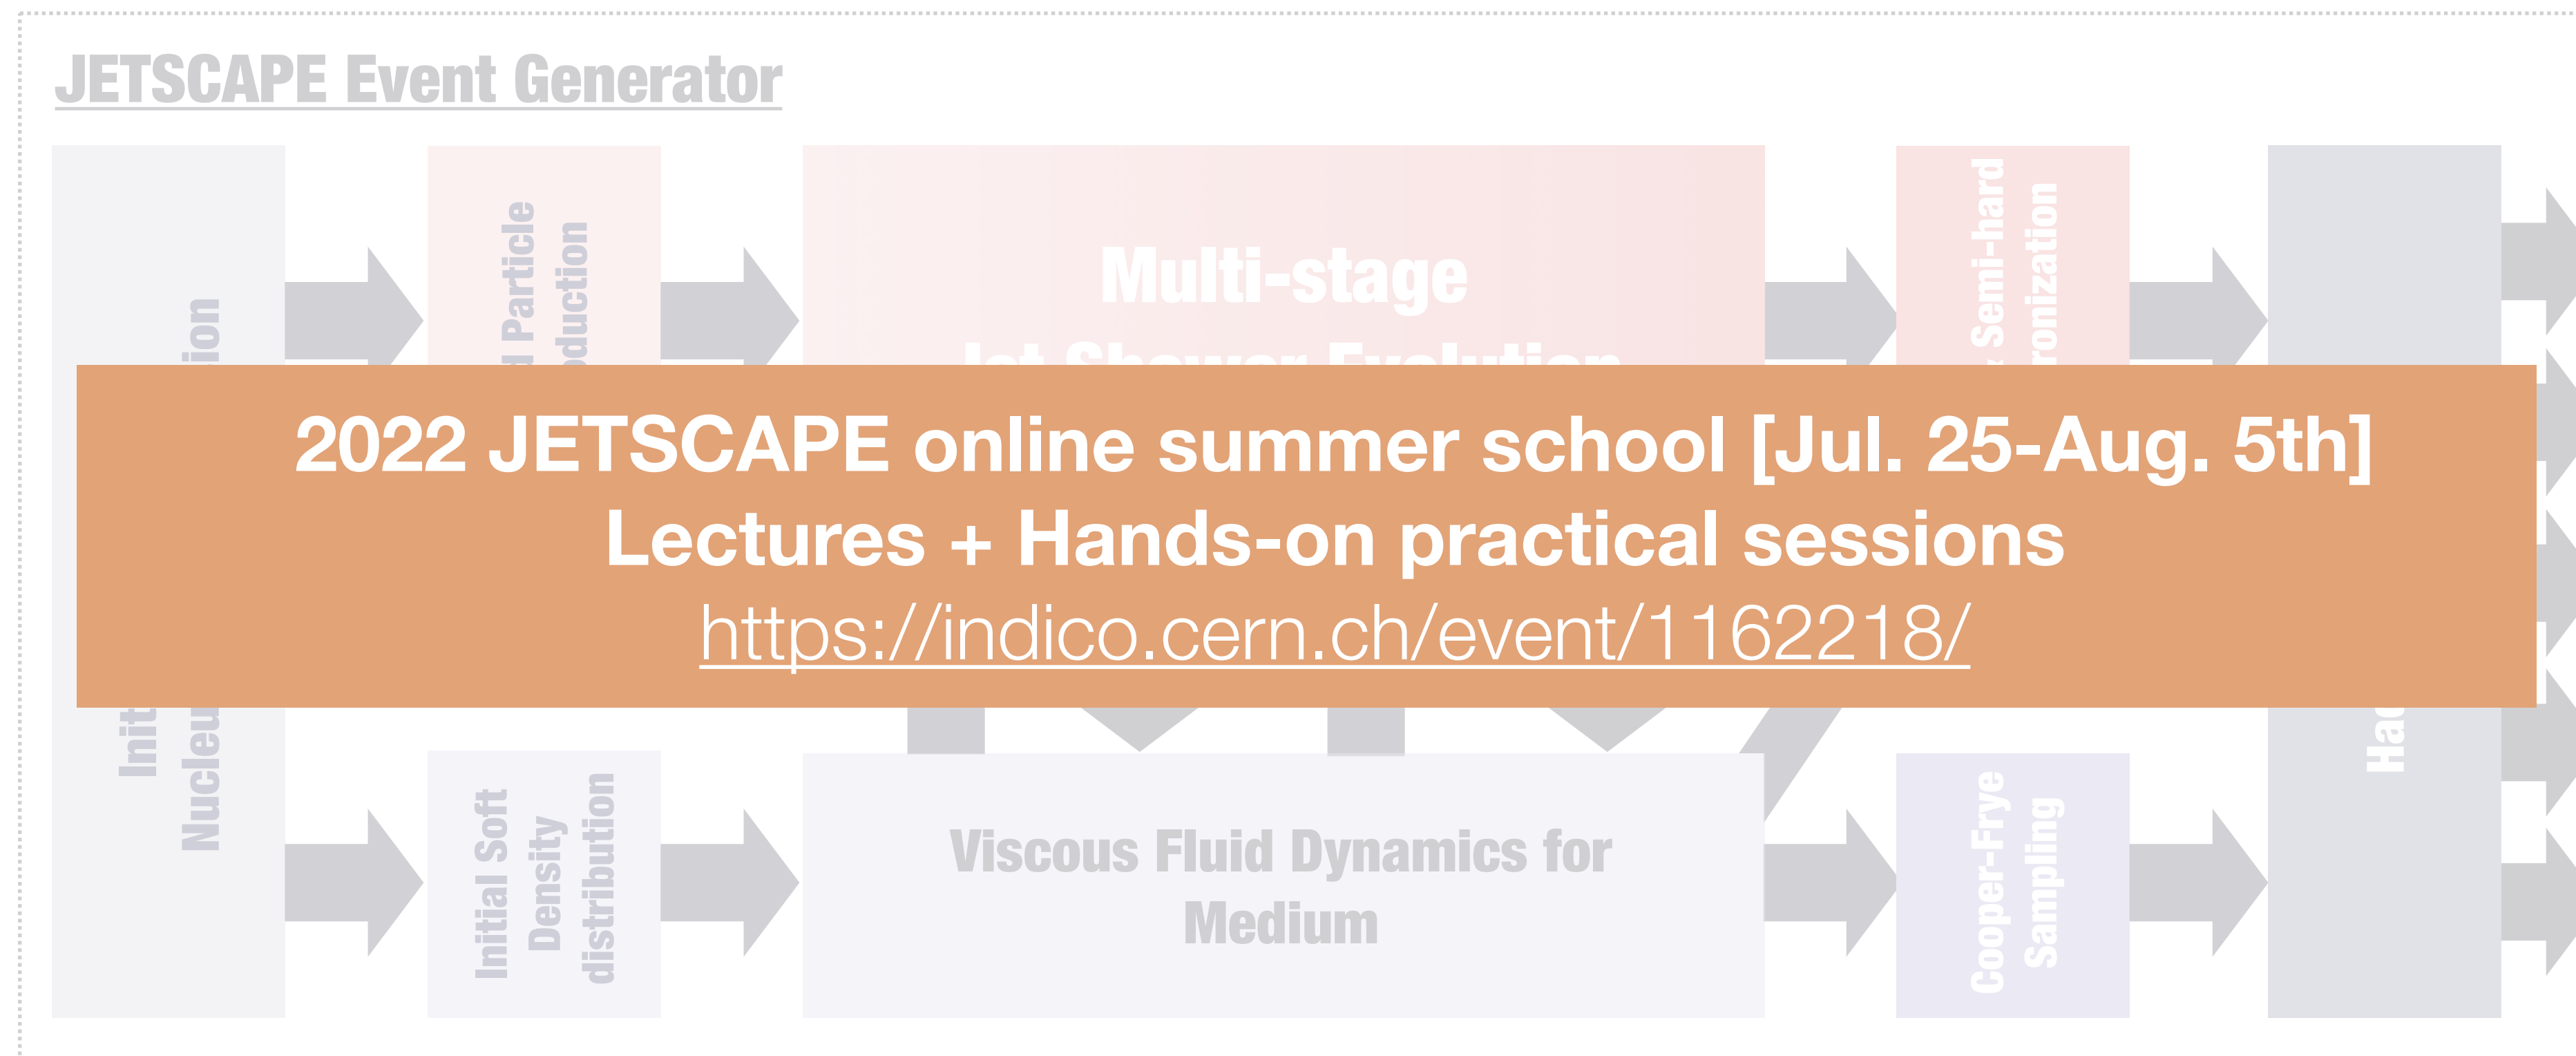 JETSCAPE Event Generator
Particle
Multi-stage
Semi-hard
2022 JETSCAPE online summer school [Jul. 25-Aug. 5th]
Lectures + Hands-on practical sessions
https://indico.cern.ch/event/1162218/
Initial Soft
Density
distribution
Viscous Fluid Dynamics for
Medium
Cooper-Frye
Sampling